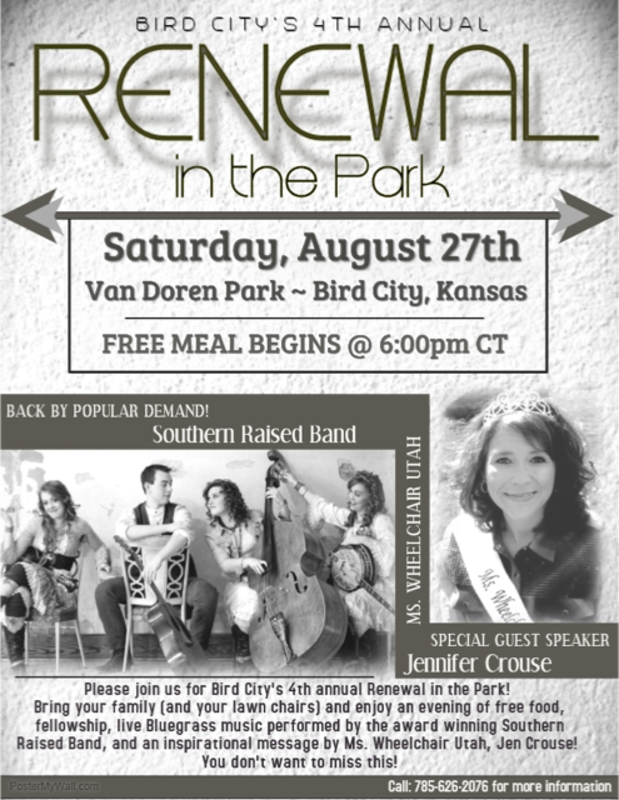 BIRD CITY'S 4TH ANNUAL
RENEWAL
in the Park
Saturday, August 27th
Van Doren Park ~ Bird City, Kansas
FREE MEAL BEGINS @ 6:00pm CT
BACK BY POPULAR DEMAND!
Southern Raised Band
MS. WHEELCHAIR UTAH
Ms. Wheelc
SPECIAL GUEST SPEAKER
Jennifer Crouse
Please join us for Bird City's 4th annual Renewal in the Park!
Bring your family (and your lawn chairs) and enjoy an evening of free food,
fellowship, live Bluegrass music performed by the award winning Southern
Raised Band, and an inspirational message by Ms. Wheelchair Utah, Jen Crouse!
You don't want to miss this!
PosterMyWall.com
Call: 785-626-2076 for more information